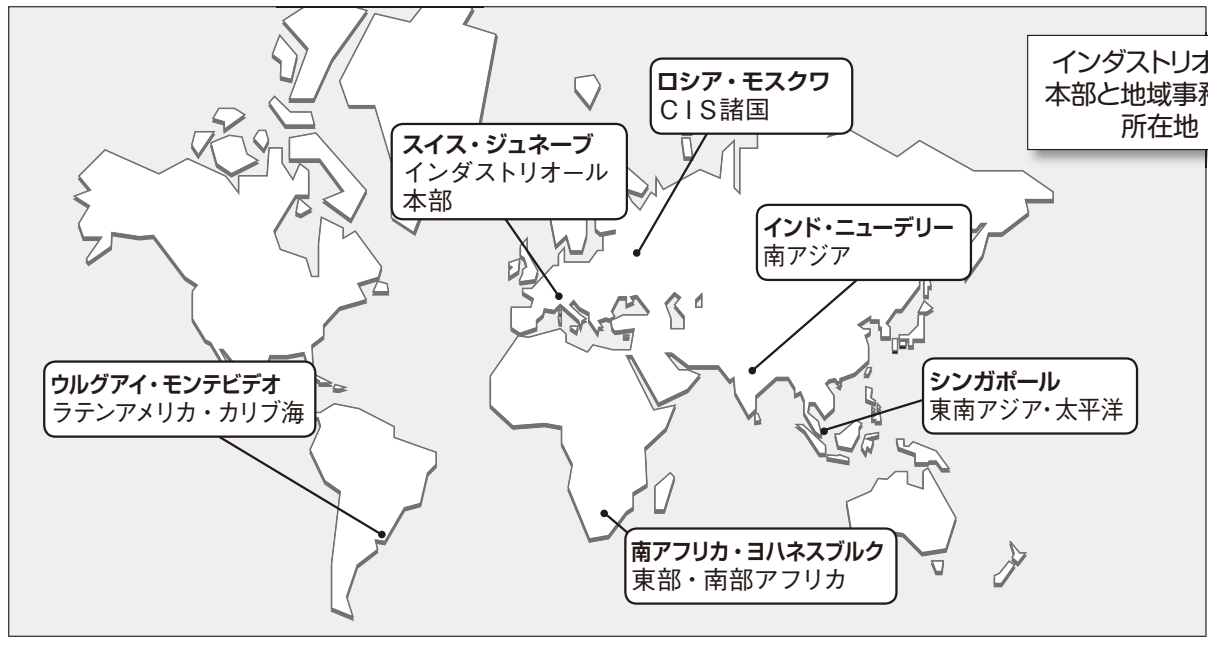 インダストリオ
本部と地域事
所在地
ロシア・モスクワ
CIS諸国
スイス・ジュネーブ
インダストリオール
本部
インド・ニューデリー
南アジア
ウルグアイ・モンテビデオ
ラテンアメリカ・カリブ海
シンガポール
東南アジア・太平洋
南アフリカ・ヨハネスブルク
東部・南部アフリカ